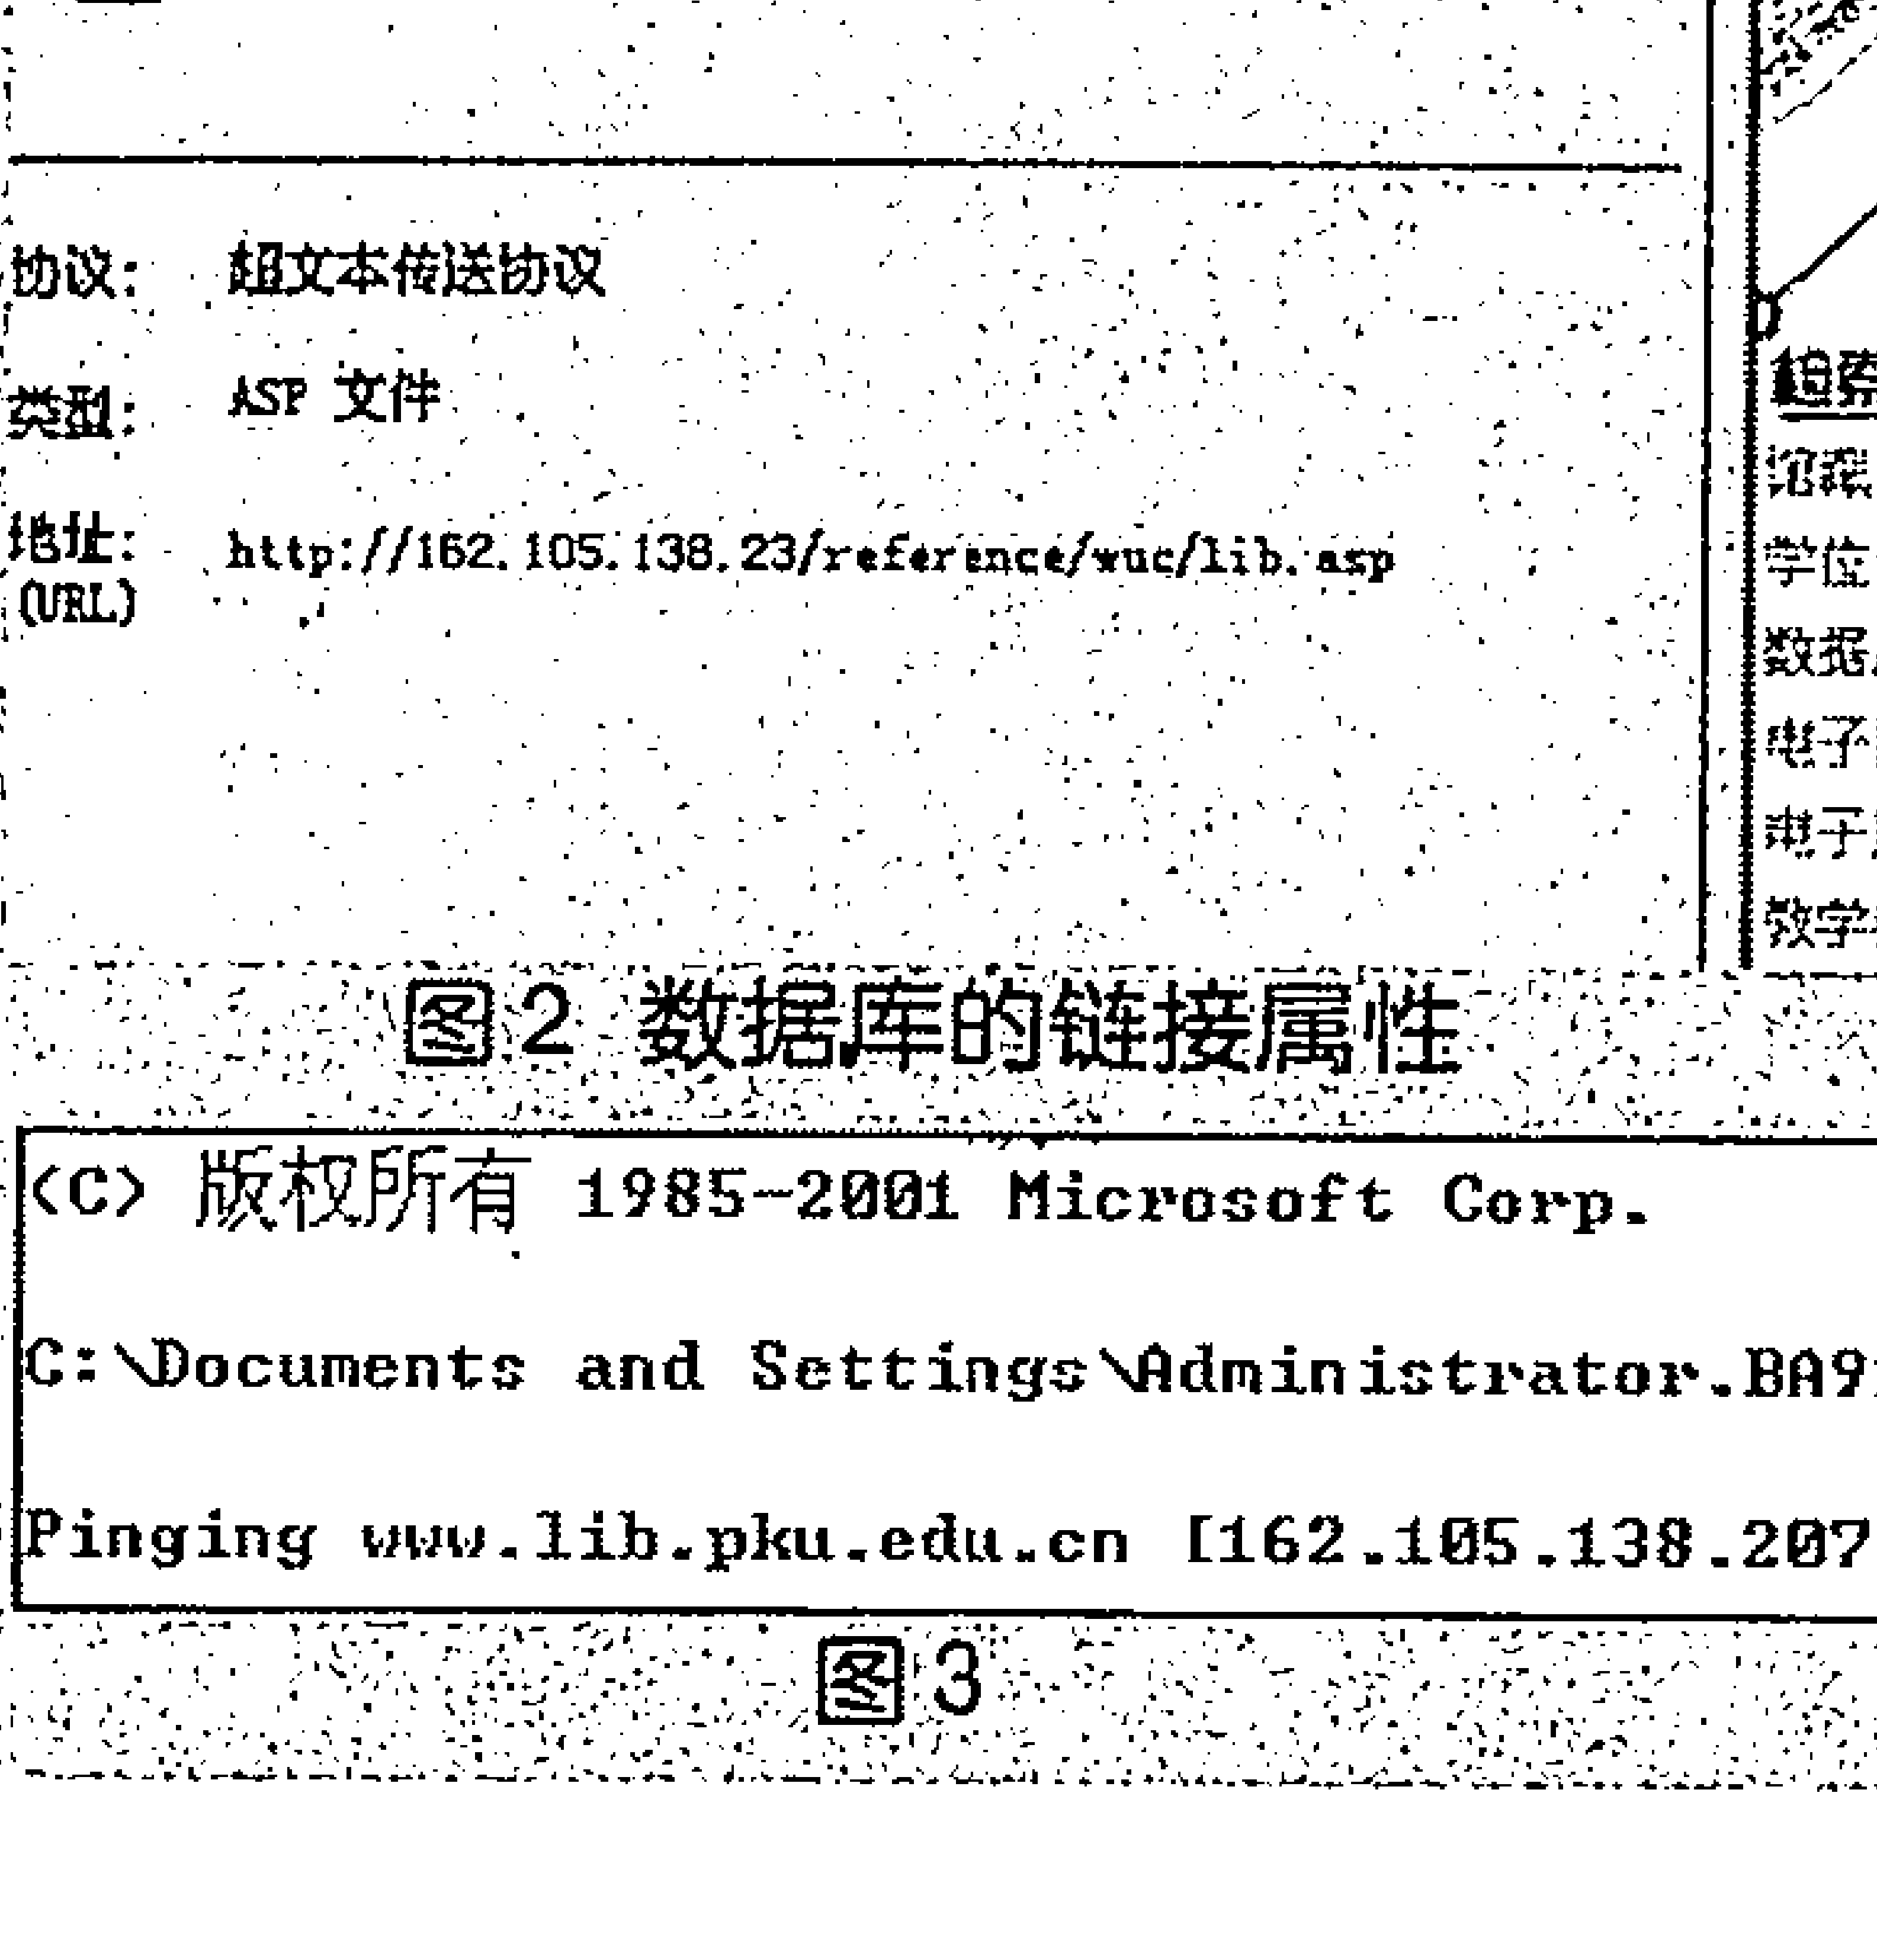 协议: 超文本传送协议
类型: ASP 文件
地址: http://162.105.138.23/reference/wuc/lib.asp
(URL)
学位
数据
电子
电子
数字
图2 数据库的链接属性
(C) 版权所有 1985-2001 Microsoft Corp.
C:\Documents and Settings\Administrator.BA9
Pinging www.lib.pku.edu.cn [162.105.138.207
图3